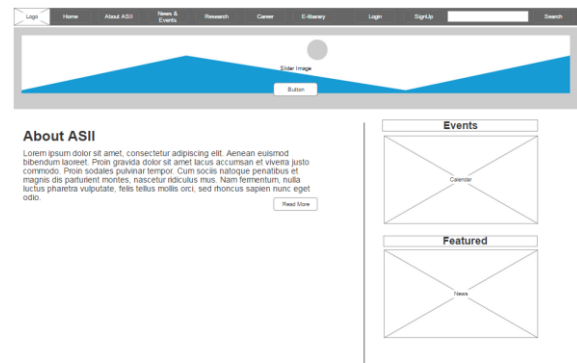 Logo Home About ASII News & Events Research Career E-libarary Login SignUp Search
Slider Image
Button
About ASII
Lorem ipsum dolor sit amet, consectetur adipiscing elit. Aenean euismod
bibendum laoreet. Proin gravida dolor sit amet lacus accumsan et viverra justo
commodo. Proin sodales pulvinar tempor. Cum sociis natoque penatibus et
magnis dis parturient montes, nascetur ridiculus mus. Nam fermentum, nulla
luctus pharetra vulputate, felis tellus mollis orci, sed rhoncus sapien nunc eget
odio.
Read More
Events
Calendar
Featured
News